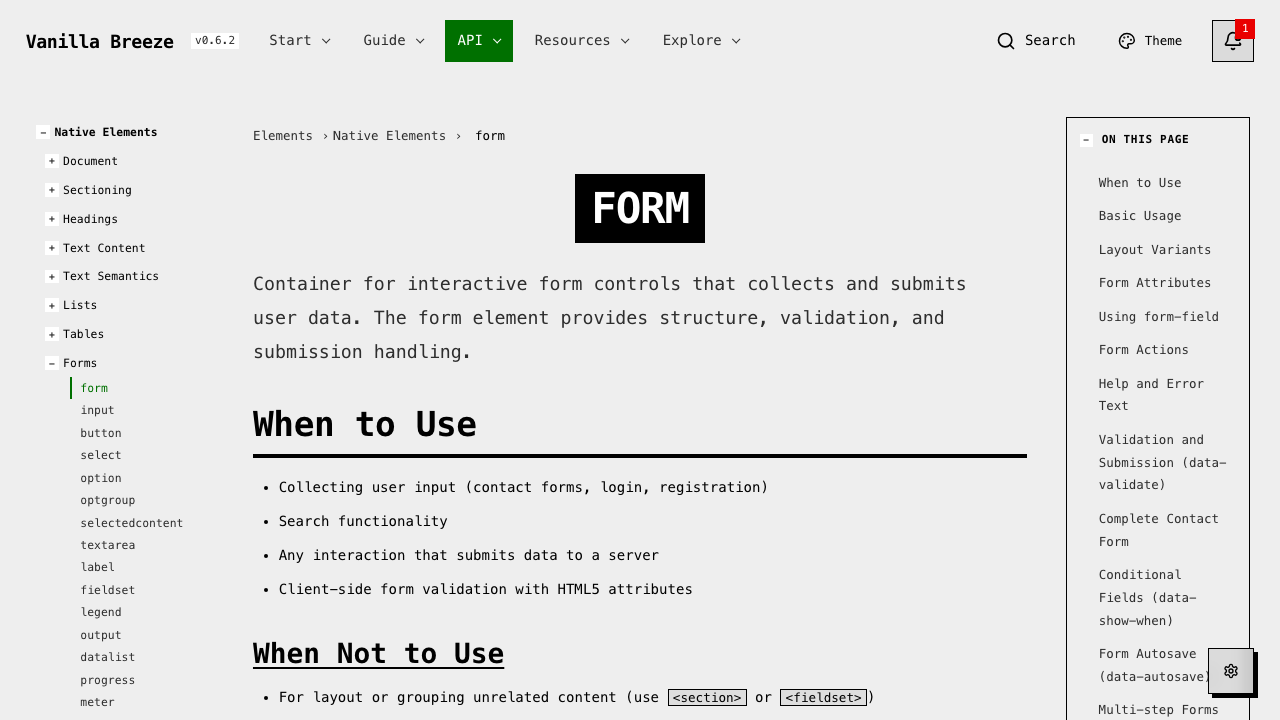 Vanilla Breeze v0.6.2 Start Guide API Resources Explore Search Theme 1
− Native Elements
+ Document
+ Sectioning
+ Headings
+ Text Content
+ Text Semantics
+ Lists
+ Tables
− Forms
form
input
button
select
option
optgroup
selectedcontent
textarea
label
fieldset
legend
output
datalist
progress
meter
Elements › Native Elements › form
FORM
Container for interactive form controls that collects and submits
user data. The form element provides structure, validation, and
submission handling.
When to Use
• Collecting user input (contact forms, login, registration)
• Search functionality
• Any interaction that submits data to a server
• Client-side form validation with HTML5 attributes
When Not to Use
• For layout or grouping unrelated content (use <section> or <fieldset>)
− ON THIS PAGE
When to Use
Basic Usage
Layout Variants
Form Attributes
Using form-field
Form Actions
Help and Error
Text
Validation and
Submission (data-
validate)
Complete Contact
Form
Conditional
Fields (data-
show-when)
Form Autosave
(data-autosave)
Multi-step Forms